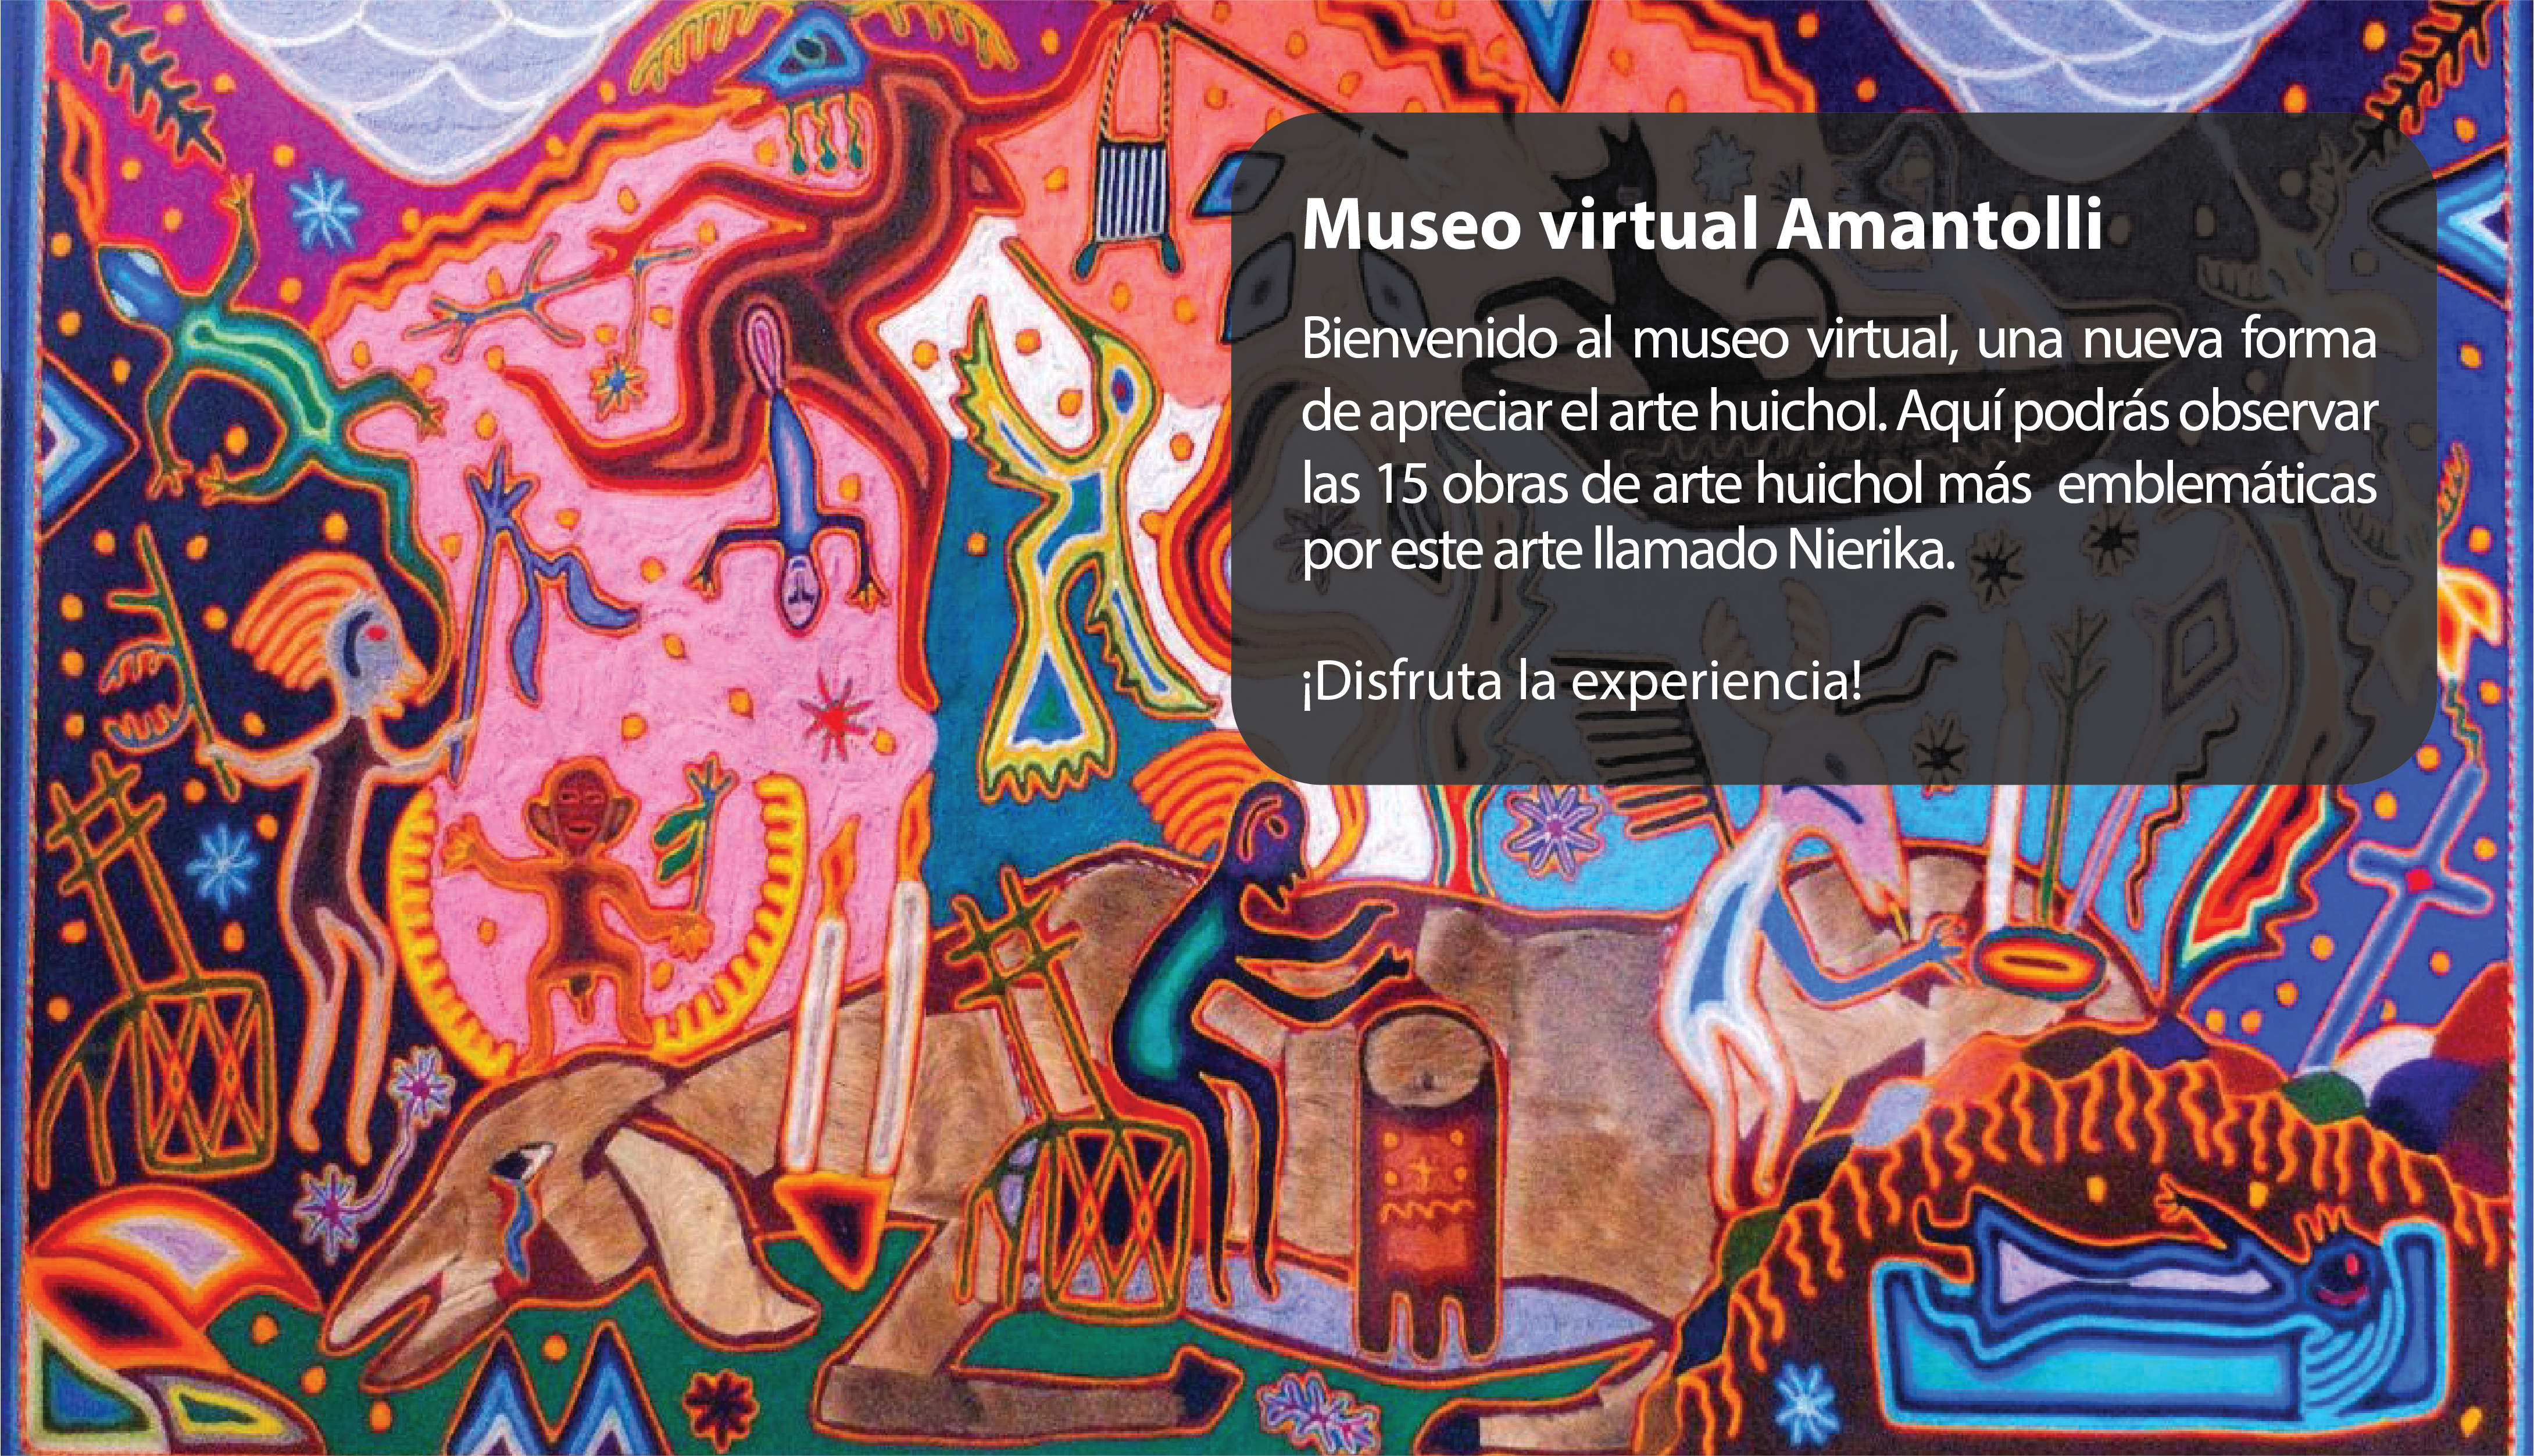 Museo virtual Amantolli
Bienvenido al museo virtual, una nueva forma
de apreciar el arte huichol. Aquí podrás observar
las 15 obras de arte huichol más emblemáticas
por este arte llamado Nierika.
¡Disfruta la experiencia!